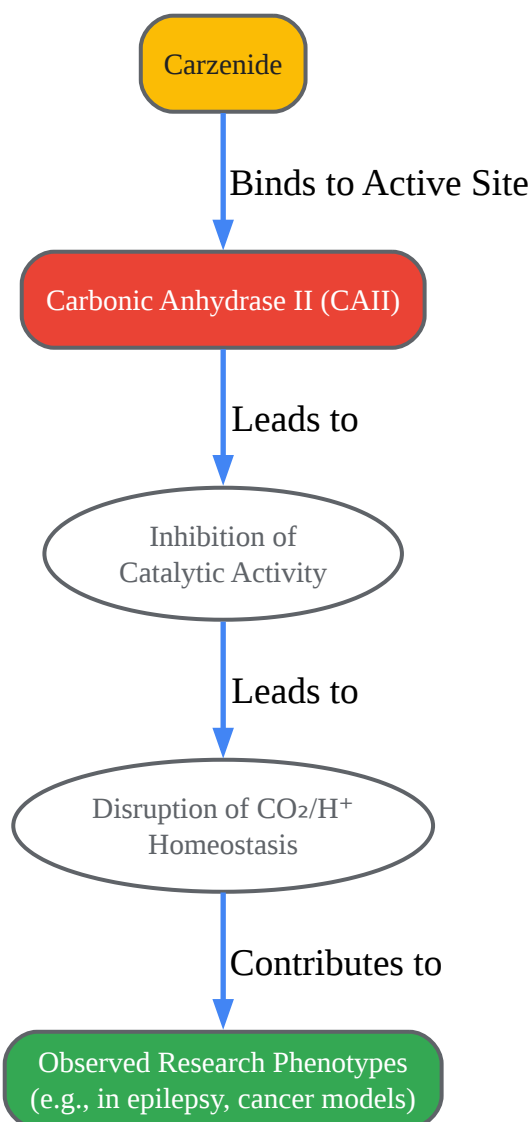 Carzenide
Binds to Active Site
Carbonic Anhydrase II (CAII)
Leads to
Inhibition of
Catalytic Activity
Leads to
Disruption of CO₂/H⁺
Homeostasis
Contributes to
Observed Research Phenotypes
(e.g., in epilepsy, cancer models)